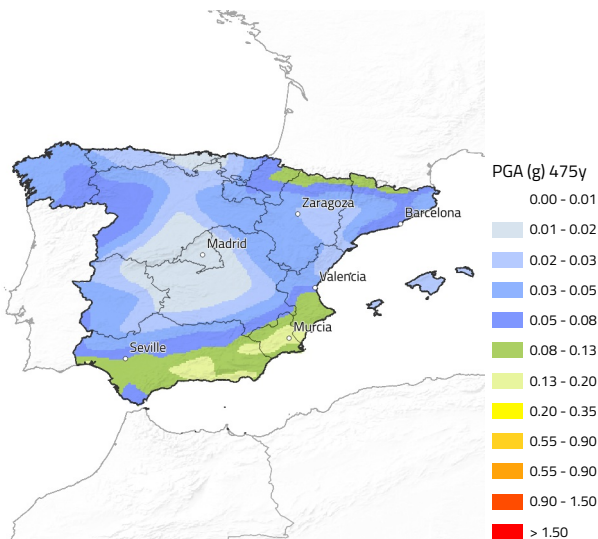 PGA (g) 475y
0.00 - 0.01
0.01 - 0.02
0.02 - 0.03
0.03 - 0.05
0.05 - 0.08
0.08 - 0.13
0.13 - 0.20
0.20 - 0.35
0.55 - 0.90
0.55 - 0.90
0.90 - 1.50
> 1.50
Zaragoza
Barcelona
Madrid
Valencia
Murcia
Seville